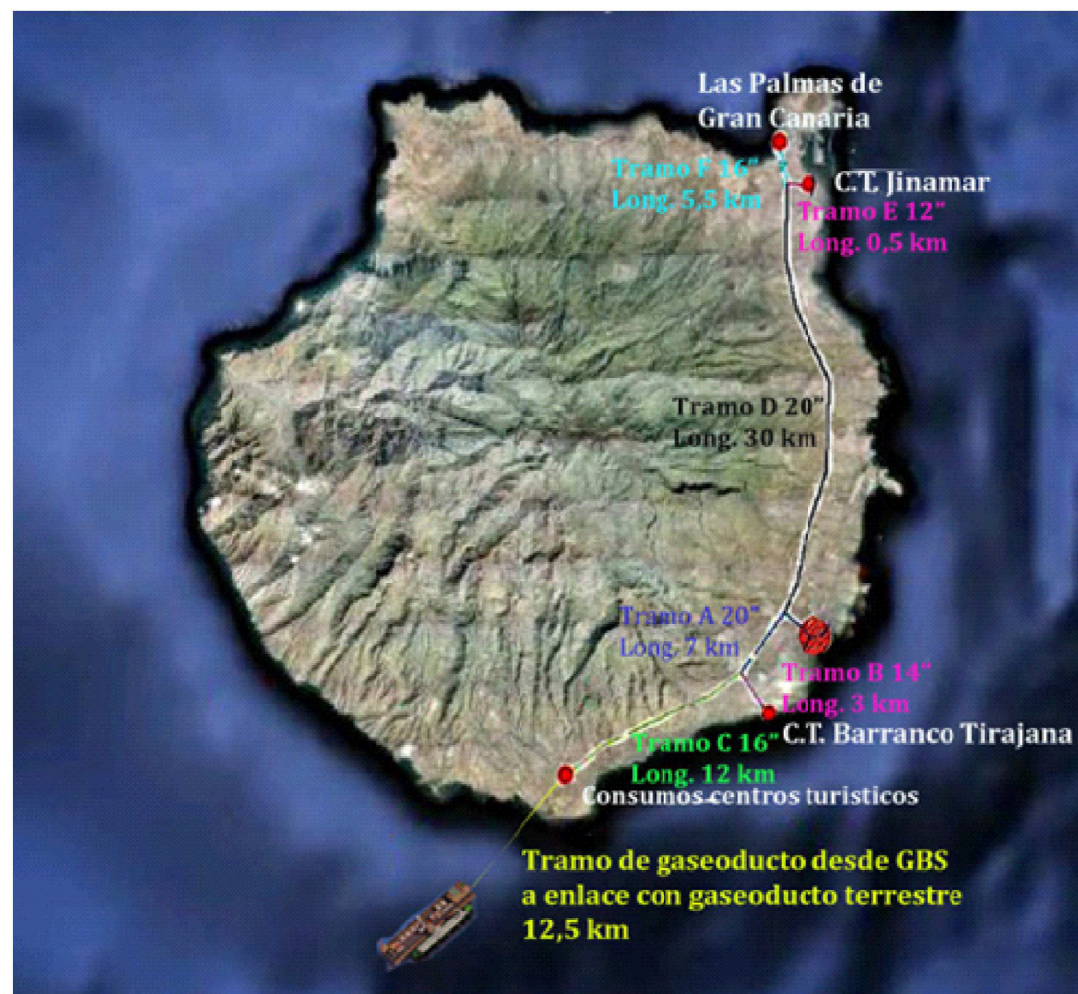 Las Palmas de
Gran Canaria
Tramo F 16”
Long. 5,5 km
C.T. Jinamar
Tramo E 12”
Long. 0,5 km
Tramo D 20”
Long. 30 km
Tramo A 20”
Long. 7 km
Tramo B 14”
Long. 3 km
C.T. Barranco Tirajana
Tramo C 16”
Long. 12 km
Consumos centros turísticos
Tramo de gaseoducto desde GBS
a enlace con gaseoducto terrestre
12,5 km